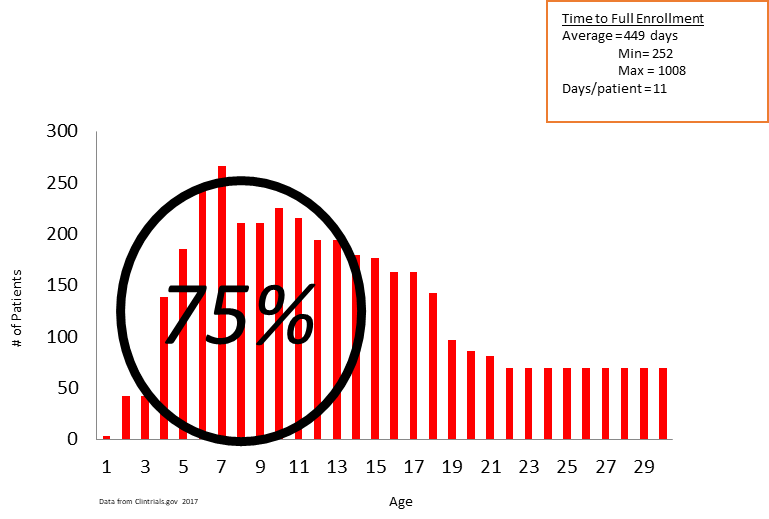 Time to Full Enrollment
Average = 449 days
Min= 252
Max = 1008
Days/patient = 11
300
250
200
150
100
50
0
# of Patients
75%
1 3 5 7 9 11 13 15 17 19 21 23 25 27 29
Age
Data from Clintrials.gov 2017